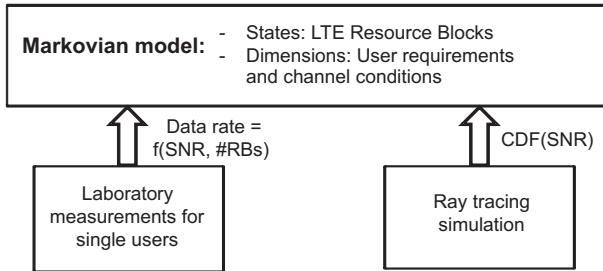 Markovian model:
- States: LTE Resource Blocks
- Dimensions: User requirements
and channel conditions
Data rate =
f(SNR, #RBs)
CDF(SNR)
Laboratory
measurements for
single users
Ray tracing
simulation